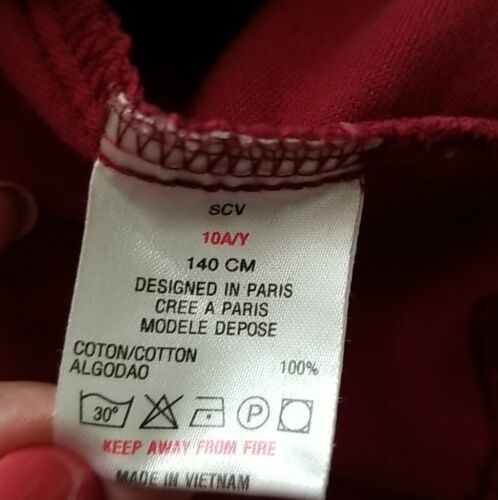 SCV
10A/Y
140 CM
DESIGNED IN PARIS
CREE A PARIS
MODELE DEPOSE
COTON/COTTON
ALGODAO 100%
30° P
KEEP AWAY FROM FIRE
MADE IN VIETNAM